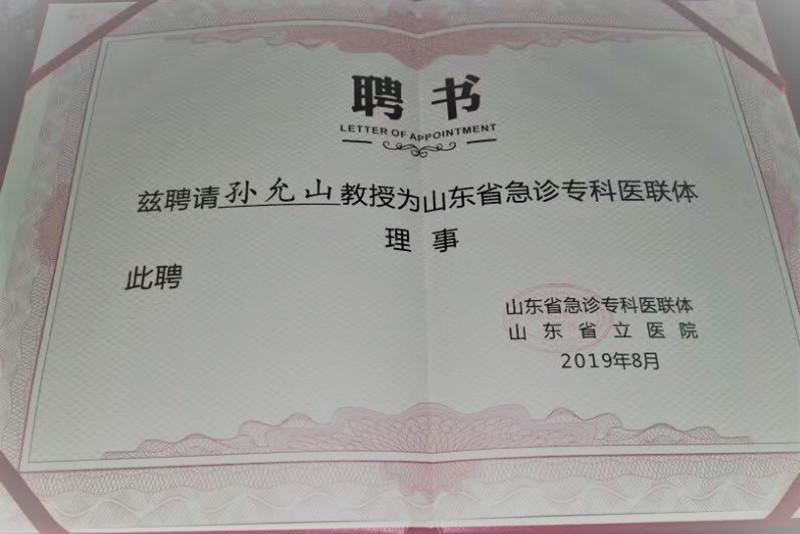 聘书
LETTER OF APPOINTMENT
兹聘请孙允山教授为山东省急诊专科医联体
理事
此聘
山东省急诊专科医联体
山东省立医院
2019年8月